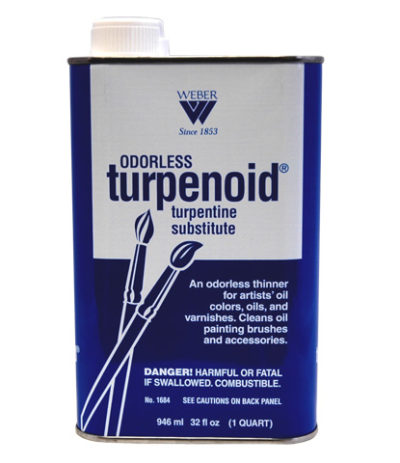 WEBER
W
Since 1853
ODORLESS
turpenoid®
turpentine
substitute
An odorless thinner
for artists' oil
colors, oils, and
varnishes. Cleans oil
painting brushes
and accessories.
DANGER! HARMFUL OR FATAL
IF SWALLOWED. COMBUSTIBLE.
No. 1684 SEE CAUTIONS ON BACK PANEL
946 ml 32 fl oz (1 QUART)